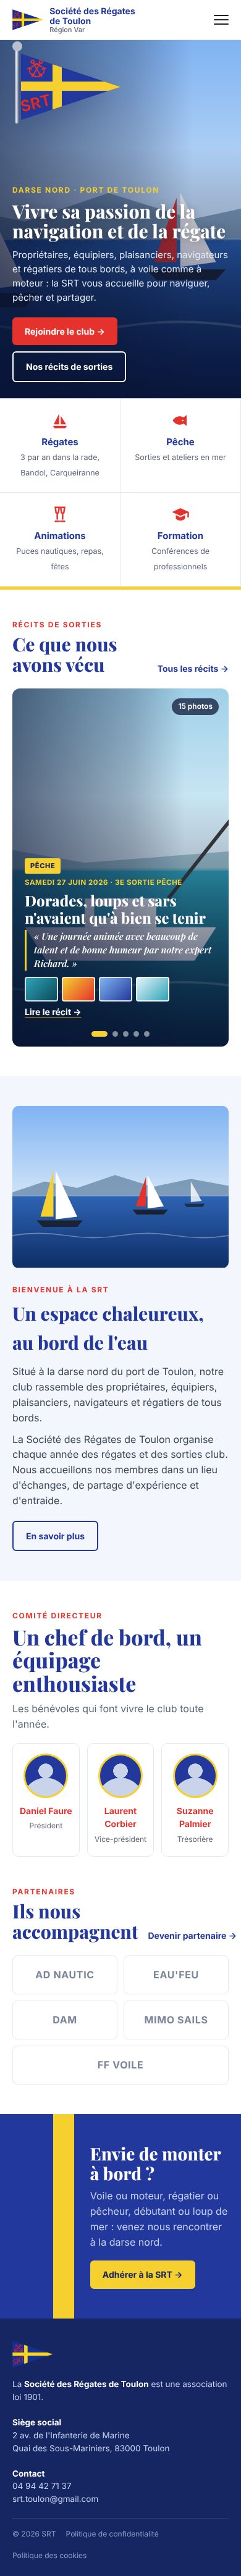 Société des Régates
de Toulon
Région Var
SRT
DARSE NORD · PORT DE TOULON
Vivre sa passion de la
navigation et de la régate
Propriétaires, équipiers, plaisanciers, navigateurs
et régatiers de tous bords, à voile comme à
moteur : la SRT vous accueille pour naviguer,
pêcher et partager.
Rejoindre le club →
Nos récits de sorties
Régates
3 par an dans la rade,
Bandol, Carqueiranne
Pêche
Sorties et ateliers en mer
Animations
Puces nautiques, repas,
fêtes
Formation
Conférences de
professionnels
RÉCITS DE SORTIES
Ce que nous
avons vécu
Tous les récits →
15 photos
PÊCHE
SAMEDI 27 JUIN 2026 · 3E SORTIE PÊCHE
Dorades, loups et sars
n'avaient qu'à bien se tenir
« Une journée animée avec beaucoup de
talent et de bonne humeur par notre expert
Richard. »
Lire le récit →
BIENVENUE À LA SRT
Un espace chaleureux,
au bord de l'eau
Situé à la darse nord du port de Toulon, notre
club rassemble des propriétaires, équipiers,
plaisanciers, navigateurs et régatiers de tous
bords.
La Société des Régates de Toulon organise
chaque année des régates et des sorties club.
Nous accueillons nos membres dans un lieu
d'échanges, de partage d'expérience et
d'entraide.
En savoir plus
COMITÉ DIRECTEUR
Un chef de bord, un
équipage
enthousiaste
Les bénévoles qui font vivre le club toute
l'année.
Daniel Faure
Président
Laurent
Corbier
Vice-président
Suzanne
Palmier
Trésorière
PARTENAIRES
Ils nous
accompagnent
Devenir partenaire →
AD NAUTIC
EAU'FEU
DAM
MIMO SAILS
FF VOILE
Envie de monter
à bord ?
Voile ou moteur, régatier ou
pêcheur, débutant ou loup de
mer : venez nous rencontrer
à la darse nord.
Adhérer à la SRT →
La Société des Régates de Toulon est une association
loi 1901.
Siège social
2 av. de l'Infanterie de Marine
Quai des Sous-Mariniers, 83000 Toulon
Contact
04 94 42 71 37
srt.toulon@gmail.com
© 2026 SRT
Politique de confidentialité
Politique des cookies